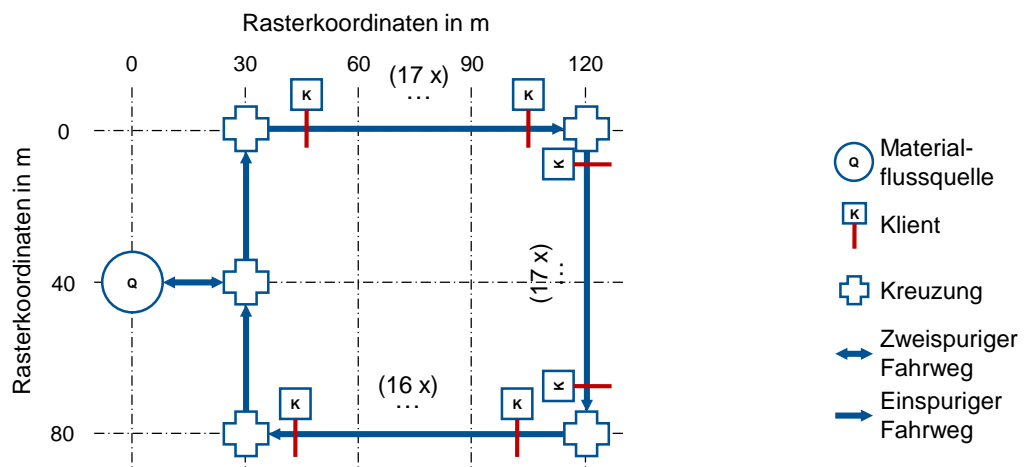 Rasterkoordinaten in m
0 30 60 90 120
(17 x)
...
K K
0
K
Rasterkoordinaten in m
(17 x)
...
Q
40
K
(16 x)
...
K K
80
Q Material-
flussquelle
K Klient
Kreuzung
Zweispuriger
Fahrweg
Einspuriger
Fahrweg